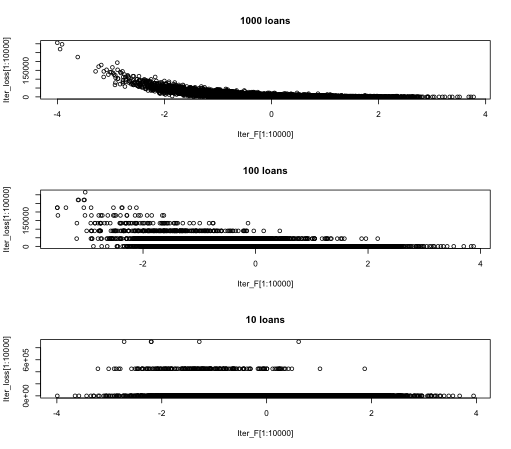 1000 loans
Iter_loss[1:10000]
0 150000
-4 -2 0 2 4
Iter_F[1:10000]
100 loans
Iter_loss[1:10000]
0 150000
-2 0 2 4
Iter_F[1:10000]
10 loans
Iter_loss[1:10000]
0e+00 6e+05
-4 -2 0 2 4
Iter_F[1:10000]